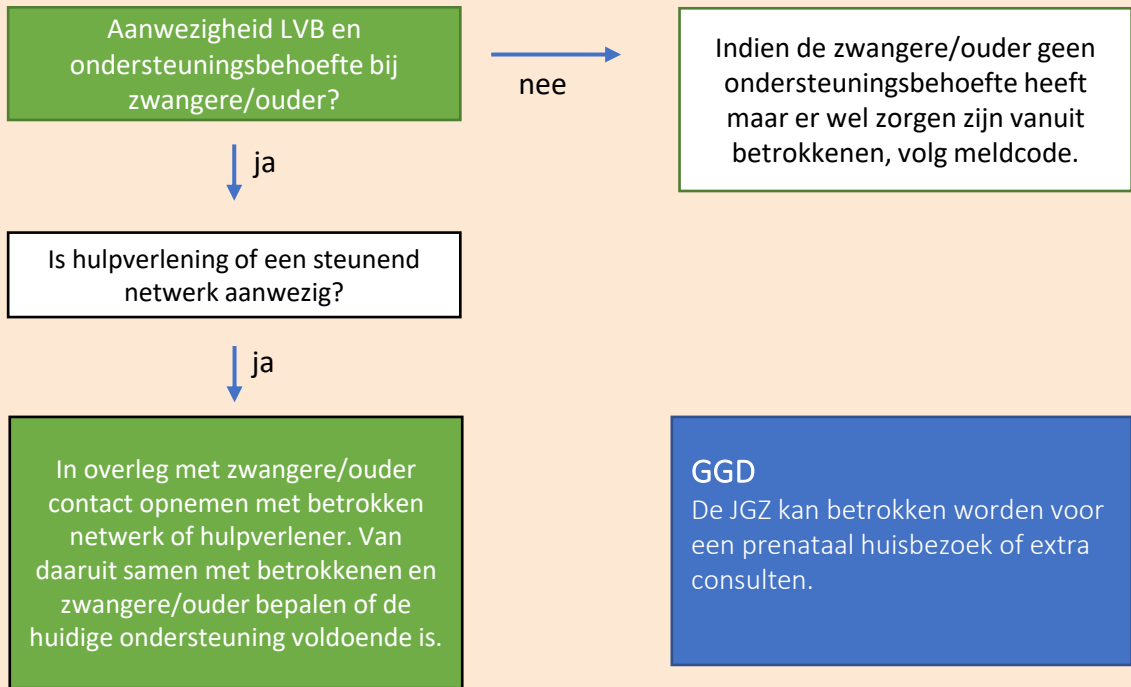 Aanwezigheid LVB en
ondersteuningsbehoefte bij
zwangere/ouder?
nee
Indien de zwangere/ouder geen
ondersteuningsbehoefte heeft
maar er wel zorgen zijn vanuit
betrokkenen, volg meldcode.
ja
Is hulpverlening of een steunend
netwerk aanwezig?
ja
In overleg met zwangere/ouder
contact opnemen met betrokken
netwerk of hulpverlener. Van
daaruit samen met betrokkenen en
zwangere/ouder bepalen of de
huidige ondersteuning voldoende is.
GGD
De JGZ kan betrokken worden voor
een prenataal huisbezoek of extra
consulten.